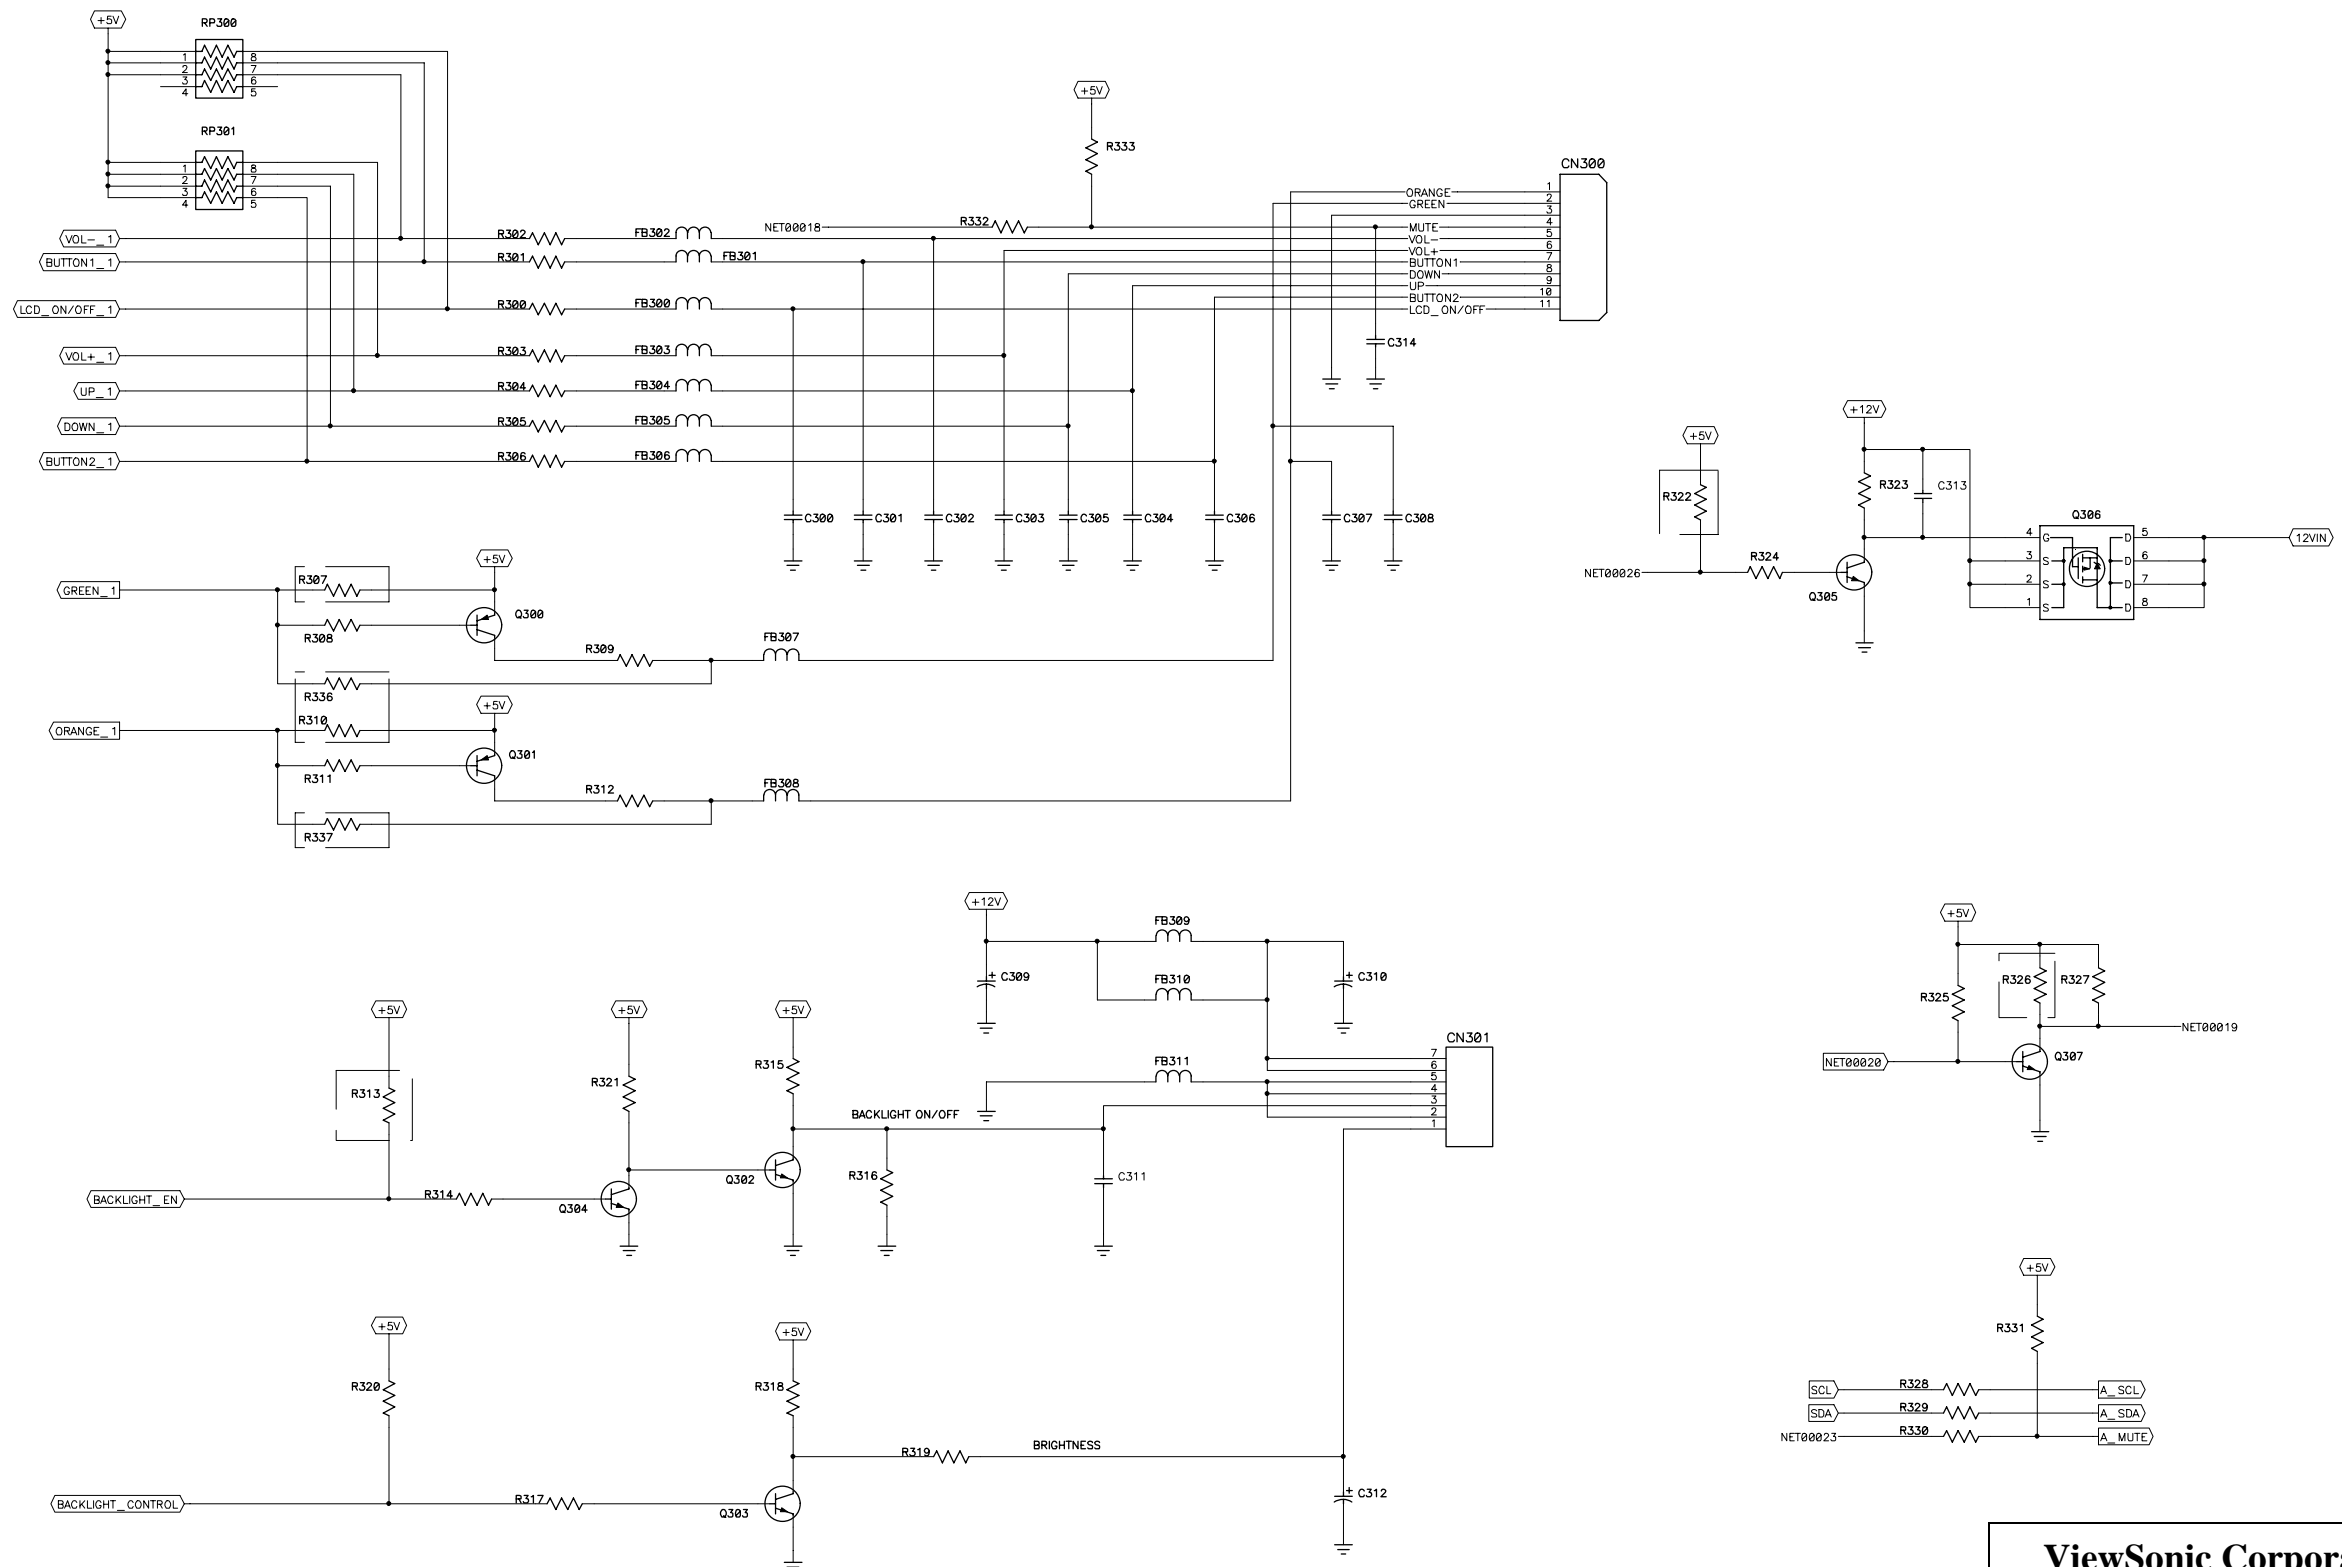 +5V
RP300
1 8
2 7
3 6
4 5
RP301
1 8
2 7
3 6
4 5
+5V
R333
CN300
ORANGE 1
GREEN 2
3
NET00018 R332 MUTE 4
VOL-_1 R302 FB302 VOL- 5
VOL+ 6
BUTTON1_1 R301 FB301 BUTTON1 7
DOWN 8
UP 9
BUTTON2 10
LCD_ON/OFF_1 R300 FB300 LCD_ON/OFF 11
C314
VOL+_1 R303 FB303
UP_1 R304 FB304
DOWN_1 R305 FB305
BUTTON2_1 R306 FB306
C300 C301 C302 C303 C305 C304 C306 C307 C308
+12V
+5V
R322
R323
C313
Q306
4 G D 5
3 S D 6
2 S D 7
1 S D 8
12VIN
NET00026
R324
Q305
+5V
GREEN_1
R307
Q300
R308
R309
FB307
R336
+5V
ORANGE_1
R310
Q301
R311
R312
FB308
R337
+12V
FB309
C309
FB310
C310
+5V
R325
R326
R327
NET00019
NET00020
Q307
+5V
+5V
+5V
R313
R321
R315
FB311
CN301
7
6
5
4
3
2
1
BACKLIGHT ON/OFF
BACKLIGHT_EN
R314
Q304
Q302
R316
C311
+5V
R331
SCL R328 A_SCL
SDA R329 A_SDA
NET00023 R330 A_MUTE
+5V
+5V
R320
R318
R319
BRIGHTNESS
BACKLIGHT_CONTROL
R317
Q303
C312
ViewSonic Corpora